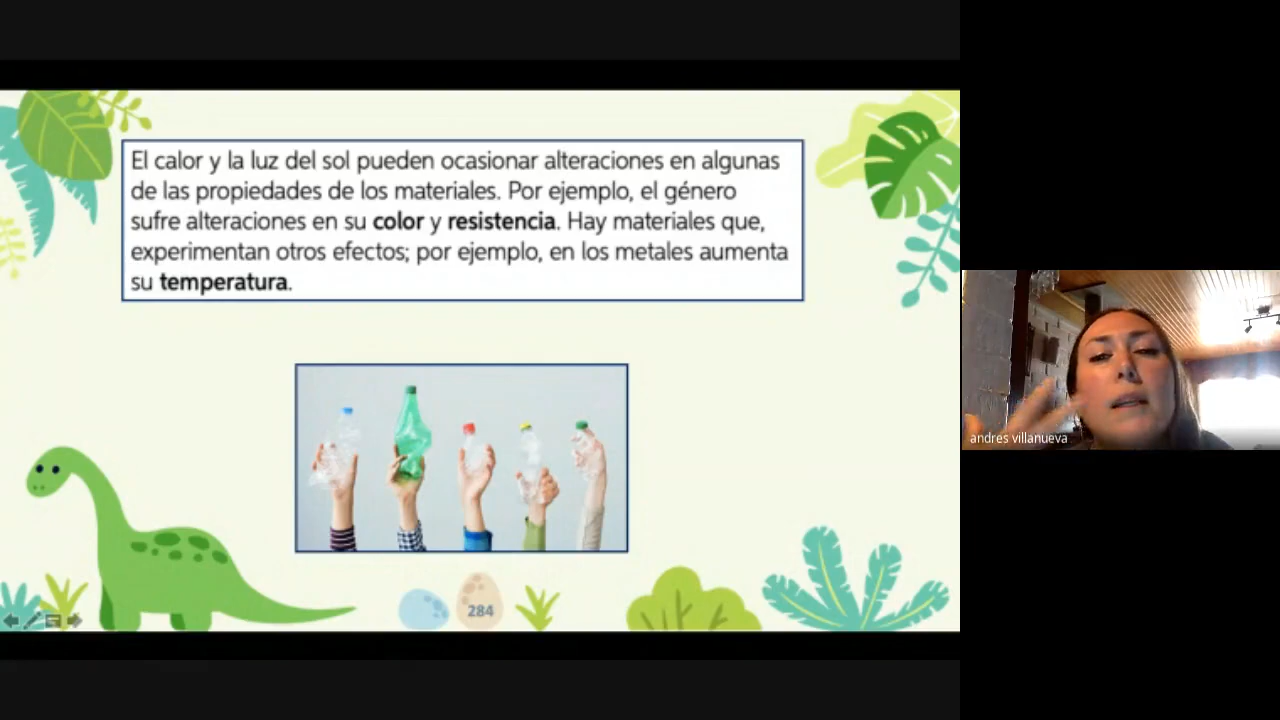 El calor y la luz del sol pueden ocasionar alteraciones en algunas
de las propiedades de los materiales. Por ejemplo, el género
sufre alteraciones en su color y resistencia. Hay materiales que,
experimentan otros efectos; por ejemplo, en los metales aumenta
su temperatura.
284
andres villanueva